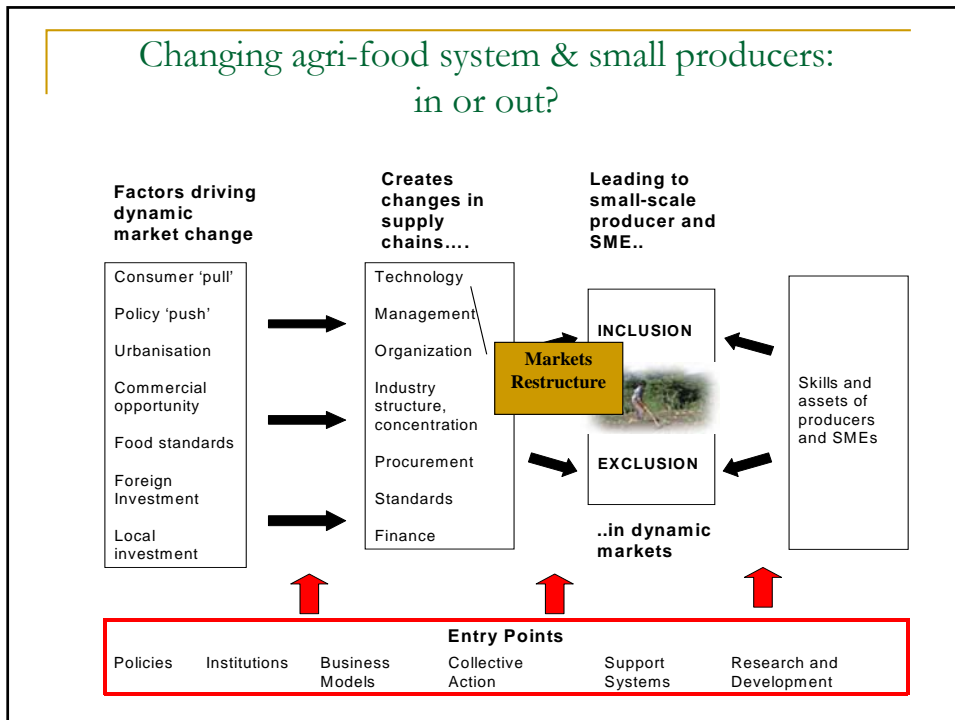 Changing agri-food system & small producers:
in or out?
Factors driving
dynamic
market change
Consumer ‘pull’
Policy ‘push’
Urbanisation
Commercial
opportunity
Food standards
Foreign
Investment
Local
investment
Creates
changes in
supply
chains….
Technology
Management
Organization
Industry
structure,
concentration
Procurement
Standards
Finance
Markets
Restructure
Leading to
small-scale
producer and
SME..
INCLUSION
EXCLUSION
..in dynamic
markets
Skills and
assets of
producers
and SMEs
Entry Points
Policies
Institutions
Business
Models
Collective
Action
Support
Systems
Research and
Development